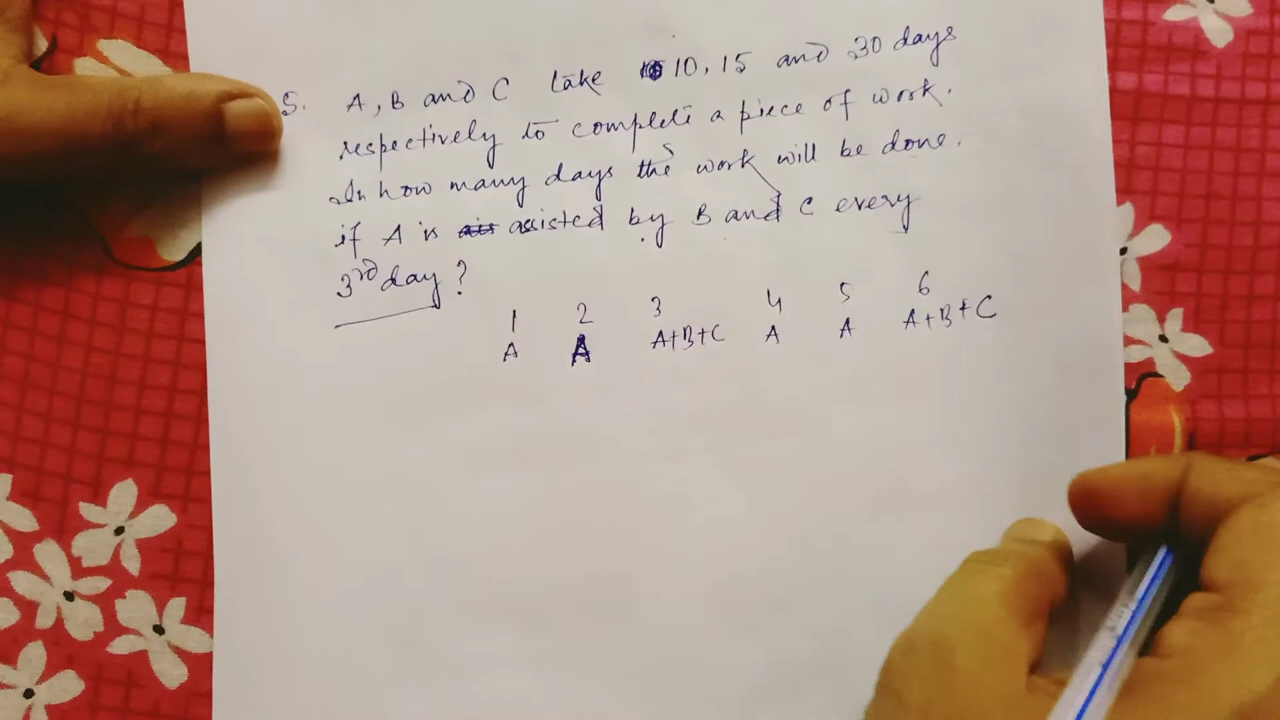 5. A, B and C take 10, 15 and 30 days
respectively to complete a piece of work.
In how many days the work will be done.
if A is assisted by B and C every
3rd day?
1 2 3 4 5 6
A A A+B+C A A A+B+C